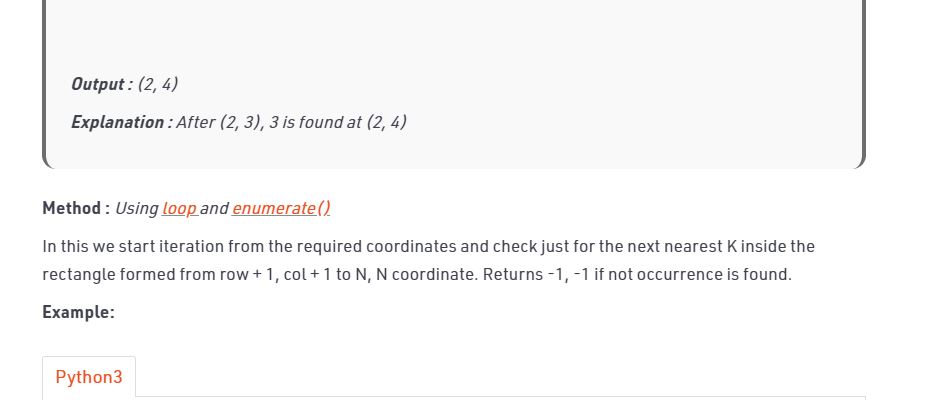 Output : (2, 4)
Explanation : After (2, 3), 3 is found at (2, 4)
Method : Using loop and enumerate()
In this we start iteration from the required coordinates and check just for the next nearest K inside the
rectangle formed from row + 1, col + 1 to N, N coordinate. Returns -1, -1 if not occurrence is found.
Example:
Python3